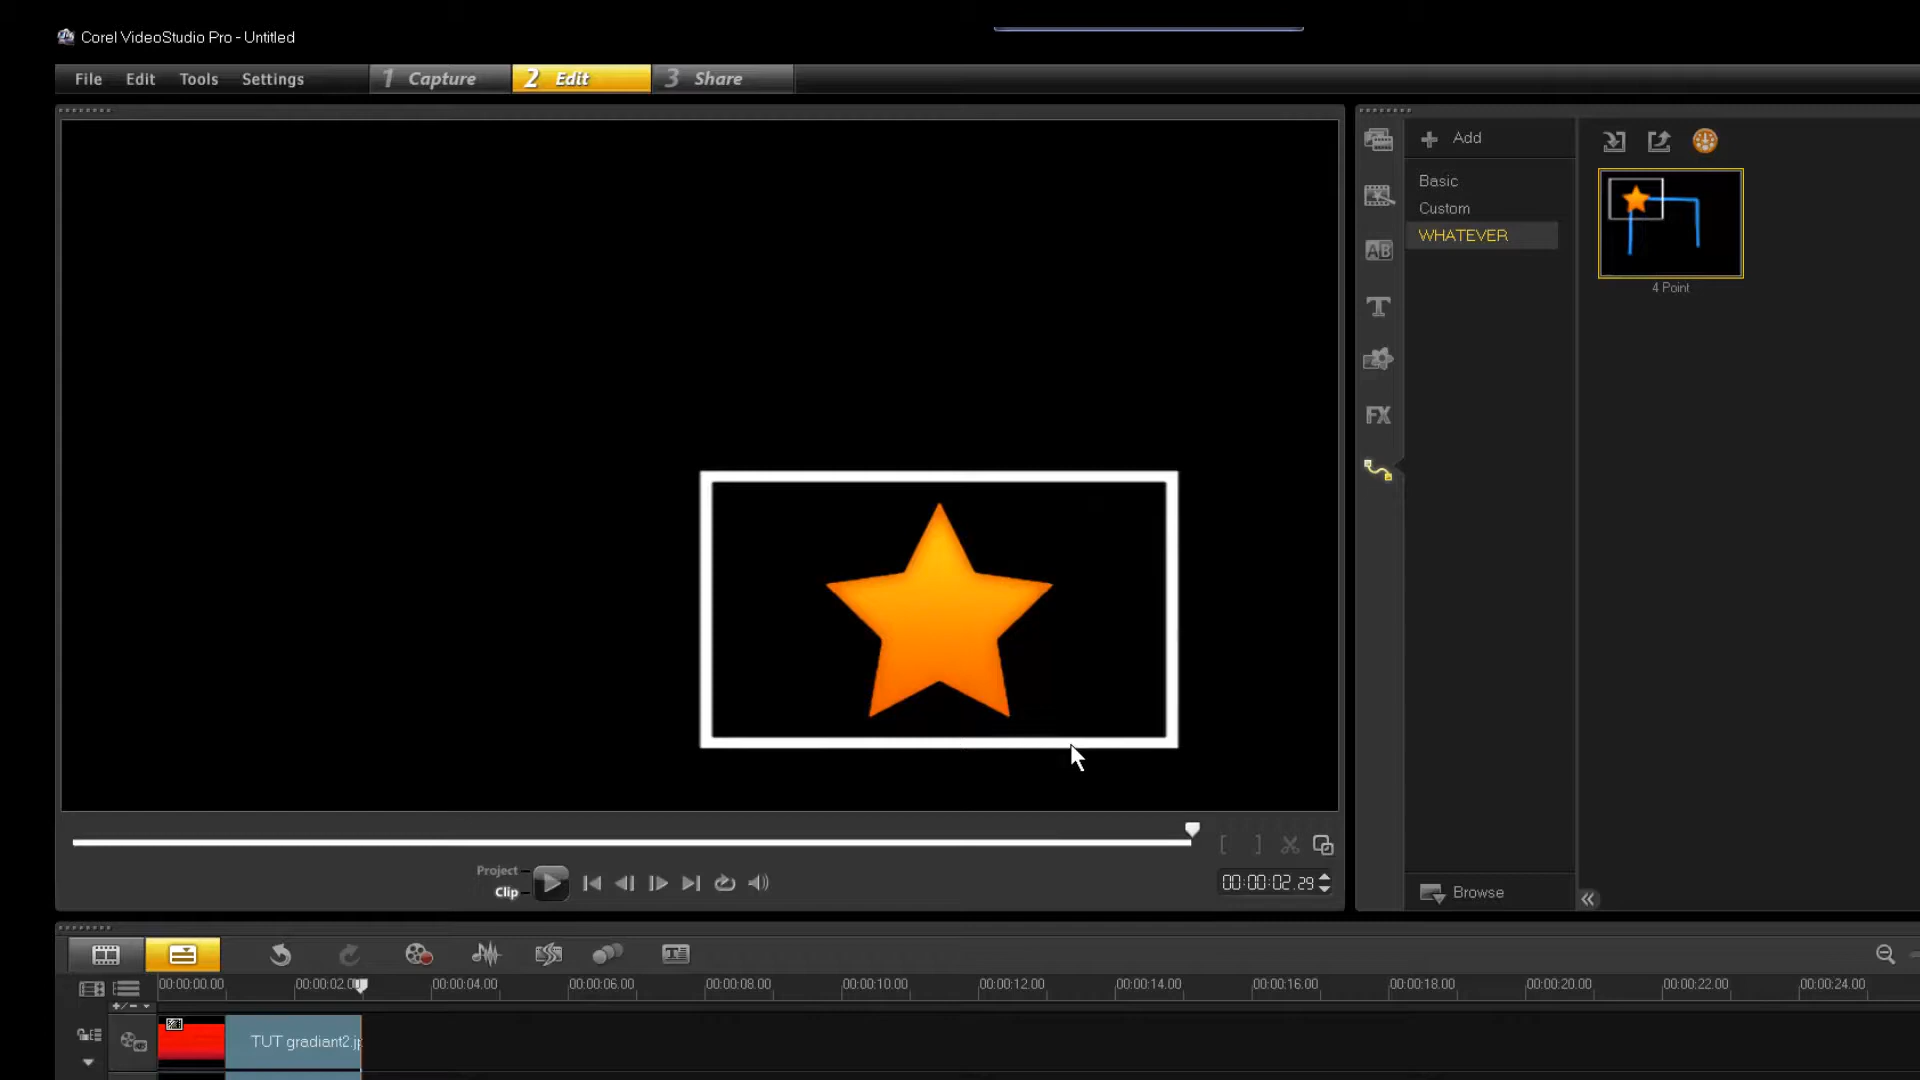 Corel VideoStudio Pro - Untitled
File Edit Tools Settings 1 Capture 2 Edit 3 Share
Add
Basic
Custom
WHATEVER
4 Point
AB
T
FX
Browse
Project
Clip
00:00:02.29
00:00:00.00 00:00:02 00:00:04.00 00:00:06.00 00:00:08.00 00:00:10.00 00:00:12.00 00:00:14.00 00:00:16.00 00:00:18.00 00:00:20.00 00:00:22.00 00:00:24.00
TUT gradiant2.j